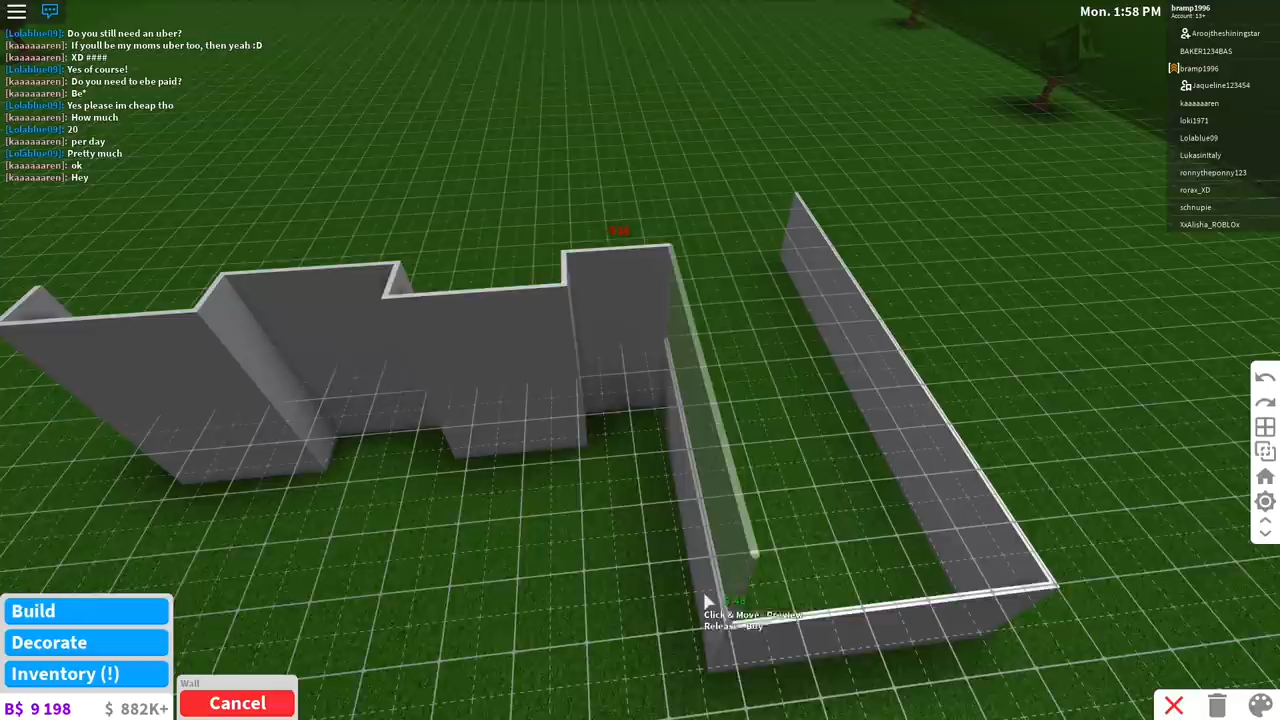 Mon. 1:58 PM
bramp1996
Account: 13+
[Lolablue09]: Do you still need an uber?
[kaaaaaaren]: If youll be my moms uber too, then yeah :D
[kaaaaaaren]: XD ####
[Lolablue09]: Yes of course!
[kaaaaaaren]: Do you need to ebe paid?
[kaaaaaaren]: Be*
[Lolablue09]: Yes please im cheap tho
[kaaaaaaren]: How much
[Lolablue09]: 20
[kaaaaaaren]: per day
[Lolablue09]: Pretty much
[kaaaaaaren]: ok
[kaaaaaaren]: Hey
Aroojtheshiningstar
BAKER1234BAS
bramp1996
Jaqueline123454
kaaaaaaren
loki1971
Lolablue09
LukasinItaly
ronnytheponny123
rorax_XD
schnupie
XxAlisha_ROBLOx
Click & Move - Preview
Release - Buy
Build
Decorate
Inventory (!)
B$ 9 198
$ 882K+
Wall
Cancel